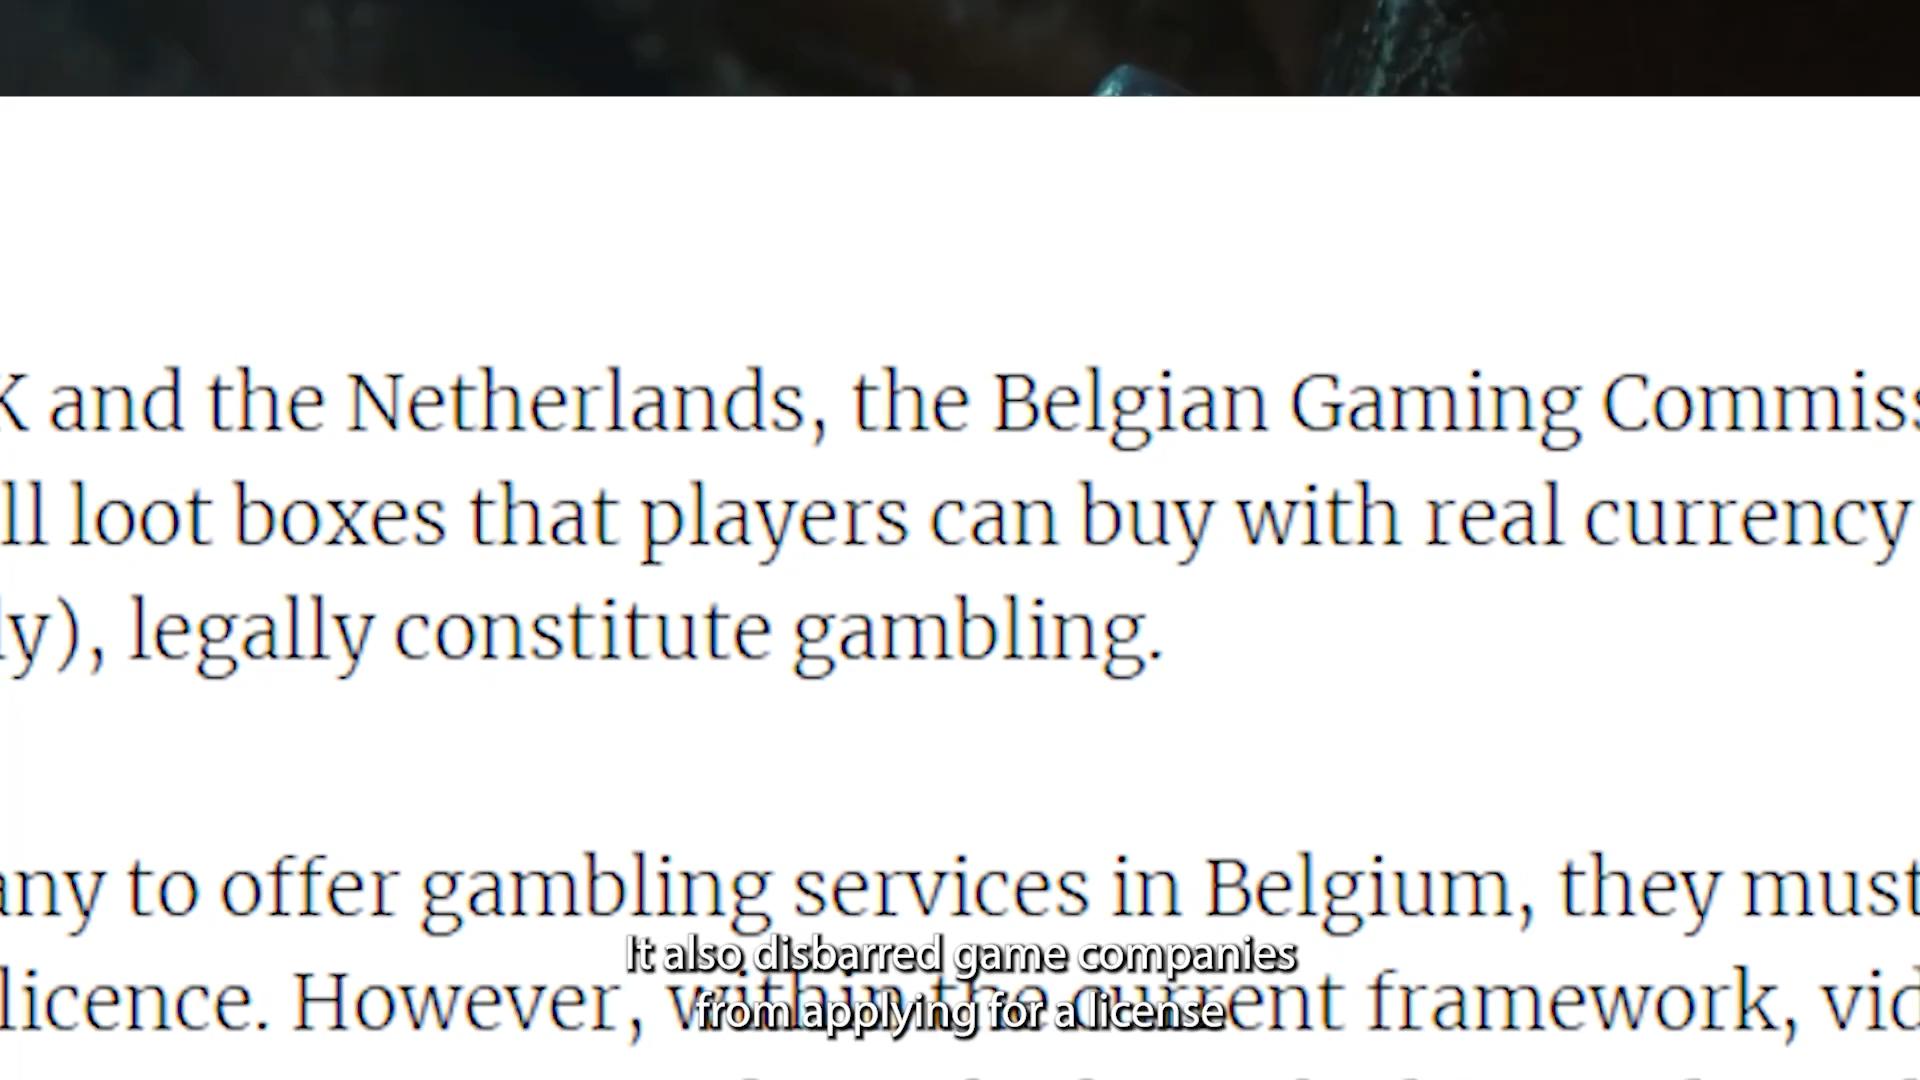 K and the Netherlands, the Belgian Gaming Commiss
ll loot boxes that players can buy with real currency
ly), legally constitute gambling.
any to offer gambling services in Belgium, they must
licence. However, within the current framework, vid
It also disbarred game companies
from applying for a license